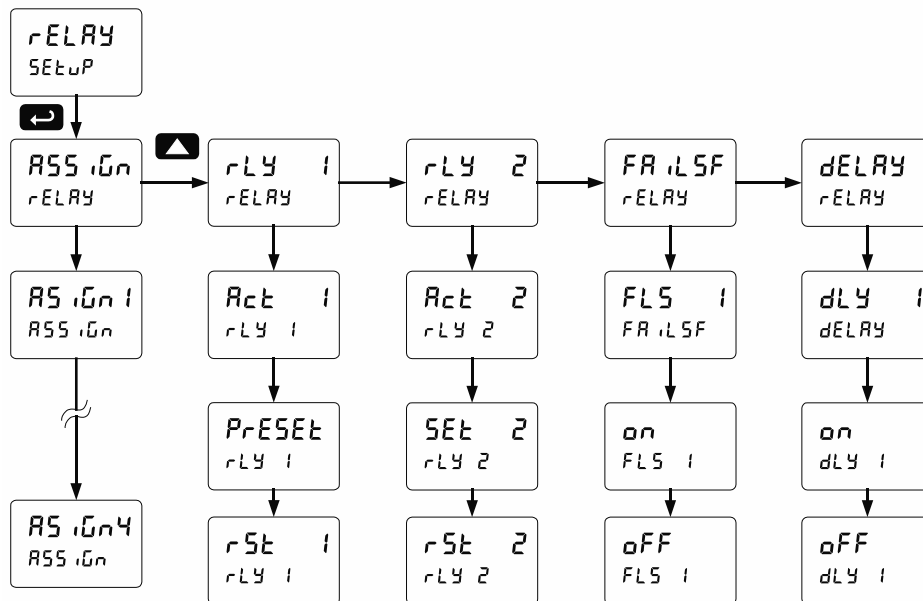 rELAY
SEtuP
ASSiGn
rELAY
rLY 1
rELAY
rLY 2
rELAY
FAiLSF
rELAY
dELAY
rELAY
ASiGn1
ASSiGn
Act 1
rLY 1
Act 2
rLY 2
FLS 1
FAiLSF
dLY 1
dELAY
PrESEt
rLY 1
SEt 2
rLY 2
on
FLS 1
on
dLY 1
ASiGn4
ASSiGn
rSt 1
rLY 1
rSt 2
rLY 2
oFF
FLS 1
oFF
dLY 1